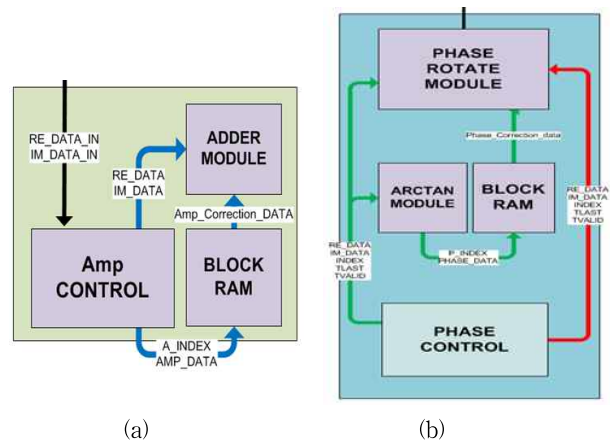 RE_DATA_IN
IM_DATA_IN
RE_DATA
IM_DATA
ADDER
MODULE
Amp_Correction_DATA
Amp
CONTROL
BLOCK
RAM
A_INDEX
AMP_DATA
(a)
PHASE
ROTATE
MODULE
Phase_Correction_data
ARCTAN
MODULE
BLOCK
RAM
RE_DATA
IM_DATA
INDEX
TLAST
TVALID
P_INDEX
PHASE_DATA
RE_DATA
IM_DATA
INDEX
TLAST
TVALID
PHASE
CONTROL
(b)